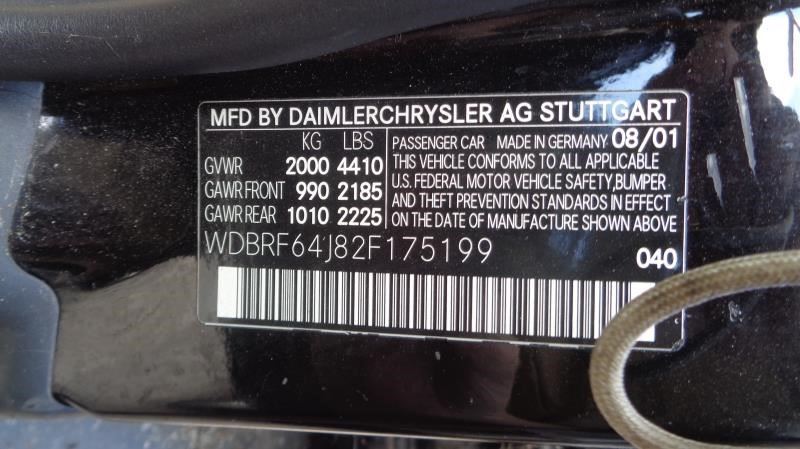 MFD BY DAIMLERCHRYSLER AG STUTTGART
KG LBS
GVWR 2000 4410
GAWR FRONT 990 2185
GAWR REAR 1010 2225
PASSENGER CAR MADE IN GERMANY 08/01
THIS VEHICLE CONFORMS TO ALL APPLICABLE
U.S. FEDERAL MOTOR VEHICLE SAFETY,BUMPER
AND THEFT PREVENTION STANDARDS IN EFFECT
ON THE DATE OF MANUFACTURE SHOWN ABOVE
WDBRF64J82F175199
040